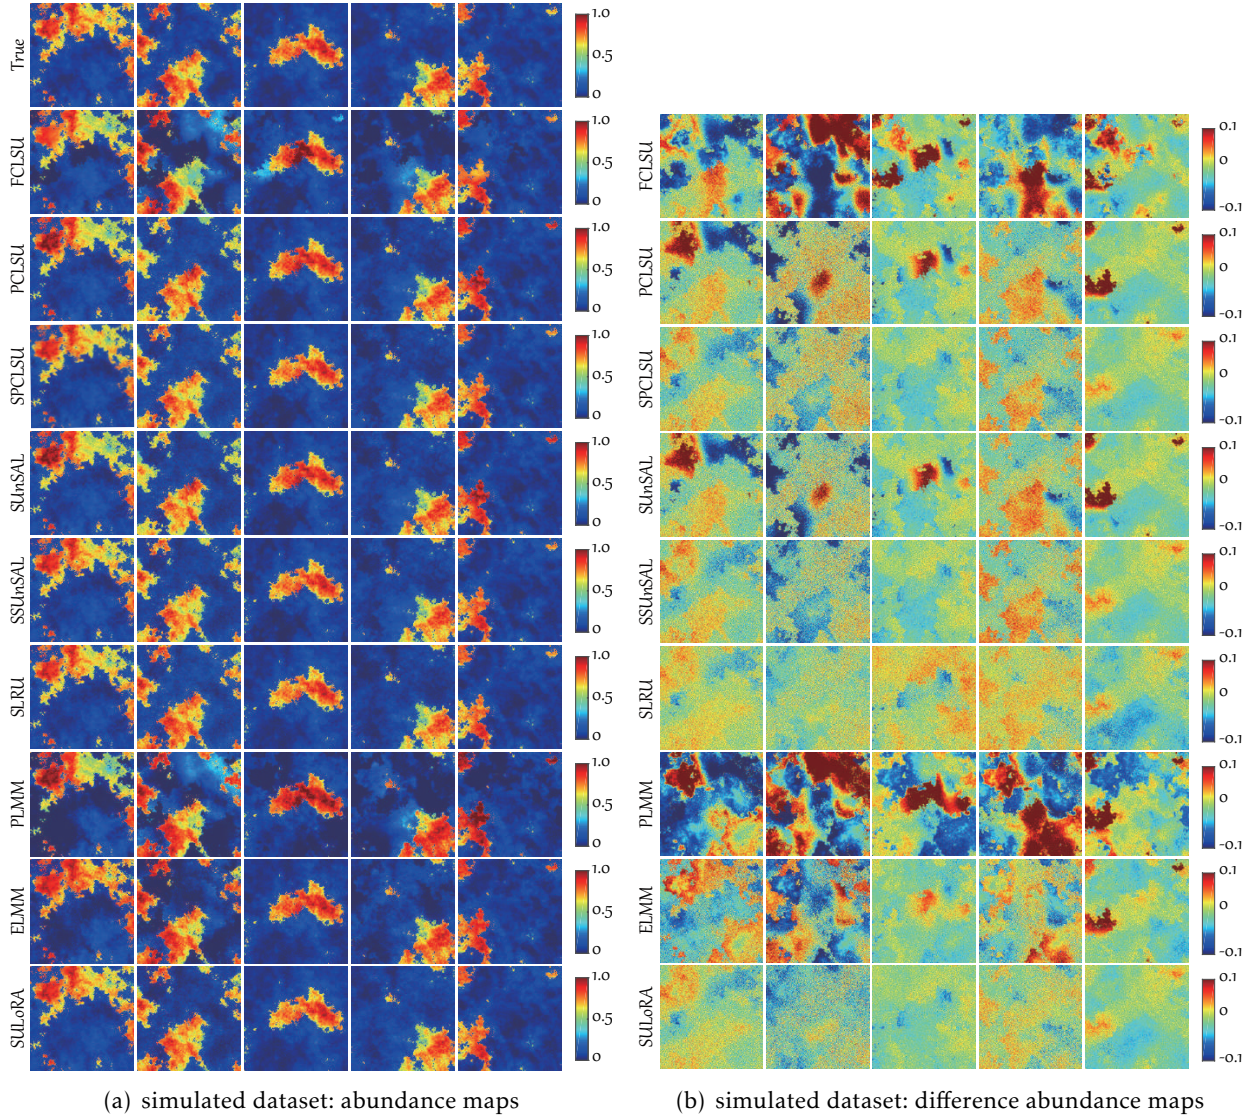 True
1.0
0.5
0
FCLSU
1.0
0.5
0
FCLSU
0.1
0
-0.1
PCLSU
1.0
0.5
0
PCLSU
0.1
0
-0.1
SPCLSU
1.0
0.5
0
SPCLSU
0.1
0
-0.1
SUnSAL
1.0
0.5
0
SUnSAL
0.1
0
-0.1
SSUnSAL
1.0
0.5
0
SSUnSAL
0.1
0
-0.1
SLRU
1.0
0.5
0
SLRU
0.1
0
-0.1
PLMM
1.0
0.5
0
PLMM
0.1
0
-0.1
ELMM
1.0
0.5
0
ELMM
0.1
0
-0.1
SULoRA
1.0
0.5
0
SULoRA
0.1
0
-0.1
(a) simulated dataset: abundance maps
(b) simulated dataset: difference abundance maps